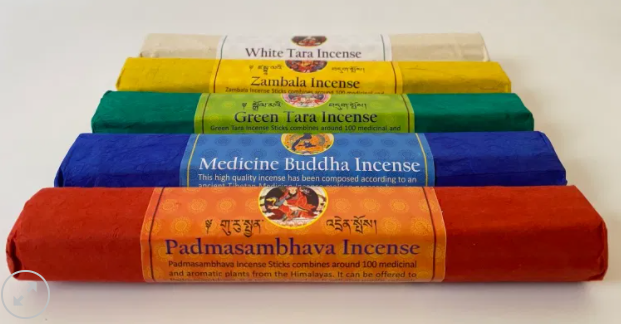 White Tara Incense
Zambala Incense
Zambala Incense Sticks combines around 100 medicinal and
Green Tara Incense
Green Tara Incense Sticks combines around 100 medicinal and
Medicine Buddha Incense
This high quality incense has been composed according to an
ancient Tibetan
༄ གུ་རུ་ འདྲེན་སྤོས།
Padmasambhava Incense
Padmasambhava Incense Sticks combines around 100 medicinal
and aromatic plants from the Himalayas. It can be offered to